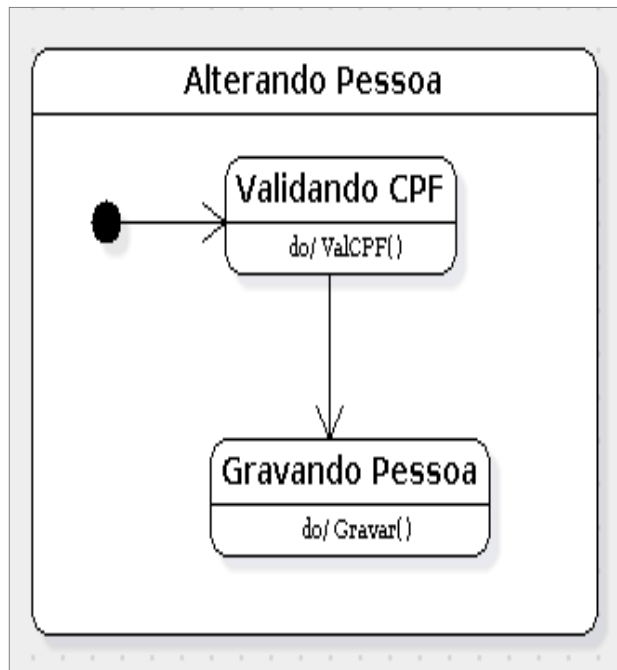 Alterando Pessoa
Validando CPF
do/ ValCPF()
Gravando Pessoa
do/ Gravar()